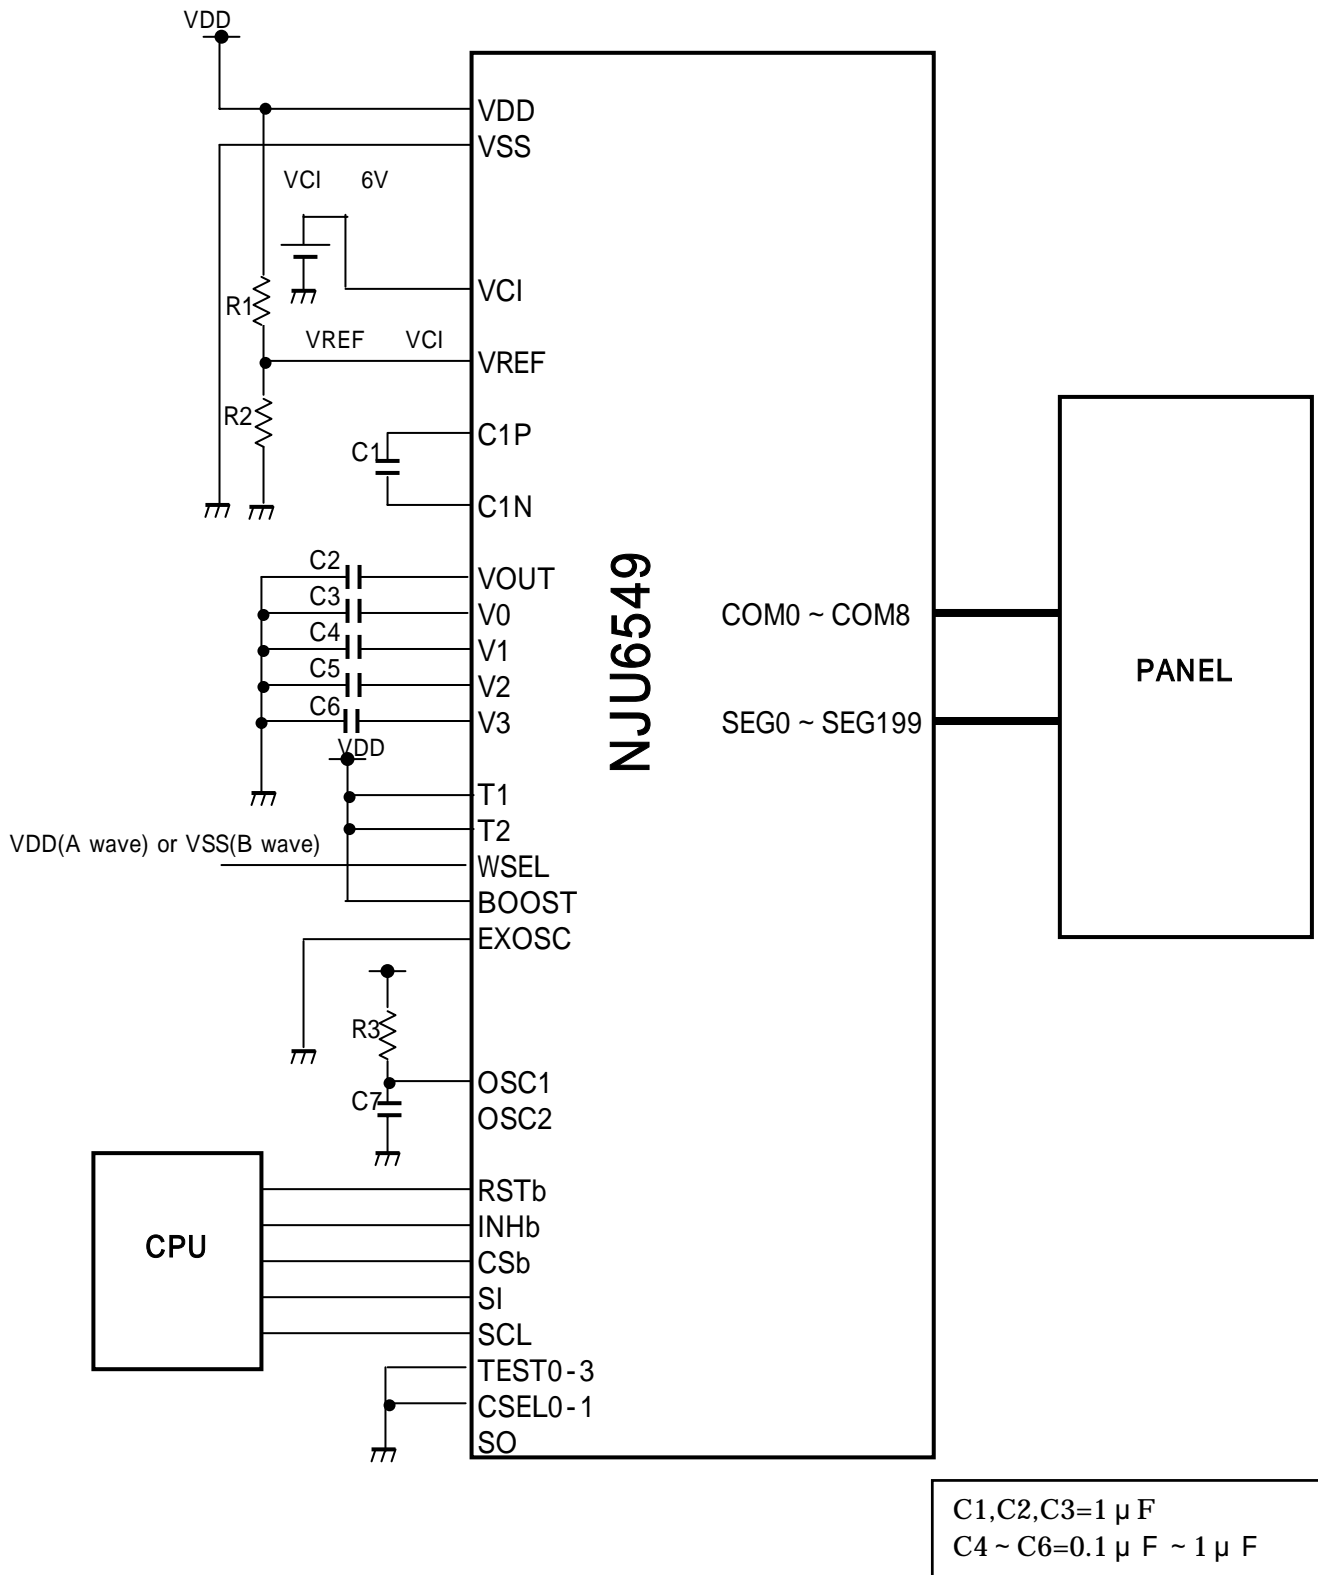 VDD
VDD
VSS
VCI 6V
VCI
R1
VREF VCI
VREF
R2
C1P
C1
C1N
C2
VOUT
C3
V0
C4
V1
C5
V2
C6
V3
VDD
T1
T2
VDD(A wave) or VSS(B wave)
WSEL
BOOST
EXOSC
R3
OSC1
C7
OSC2
NJU6549
COM0 ~ COM8
SEG0 ~ SEG199
PANEL
CPU
RSTb
INHb
CSb
SI
SCL
TEST0-3
CSEL0-1
SO
C1,C2,C3=1 μ F
C4 ~ C6=0.1 μ F ~ 1 μ F